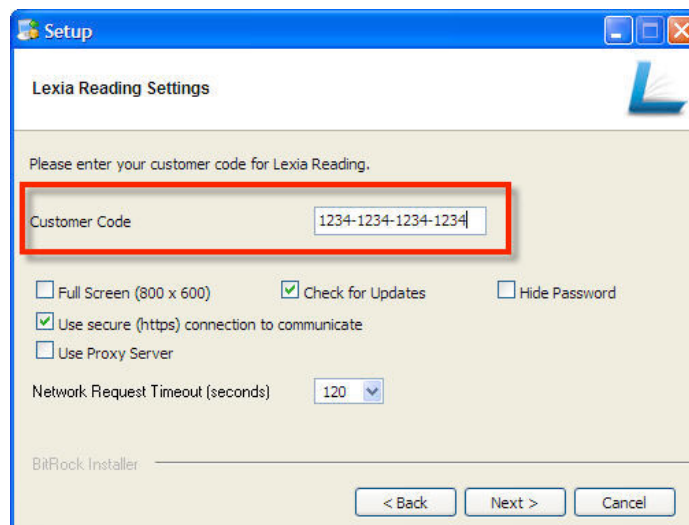 Setup
Lexia Reading Settings
Please enter your customer code for Lexia Reading.
Customer Code 1234-1234-1234-1234
Full Screen (800 x 600) Check for Updates Hide Password
Use secure (https) connection to communicate
Use Proxy Server
Network Request Timeout (seconds) 120
BitRock Installer
< Back Next > Cancel